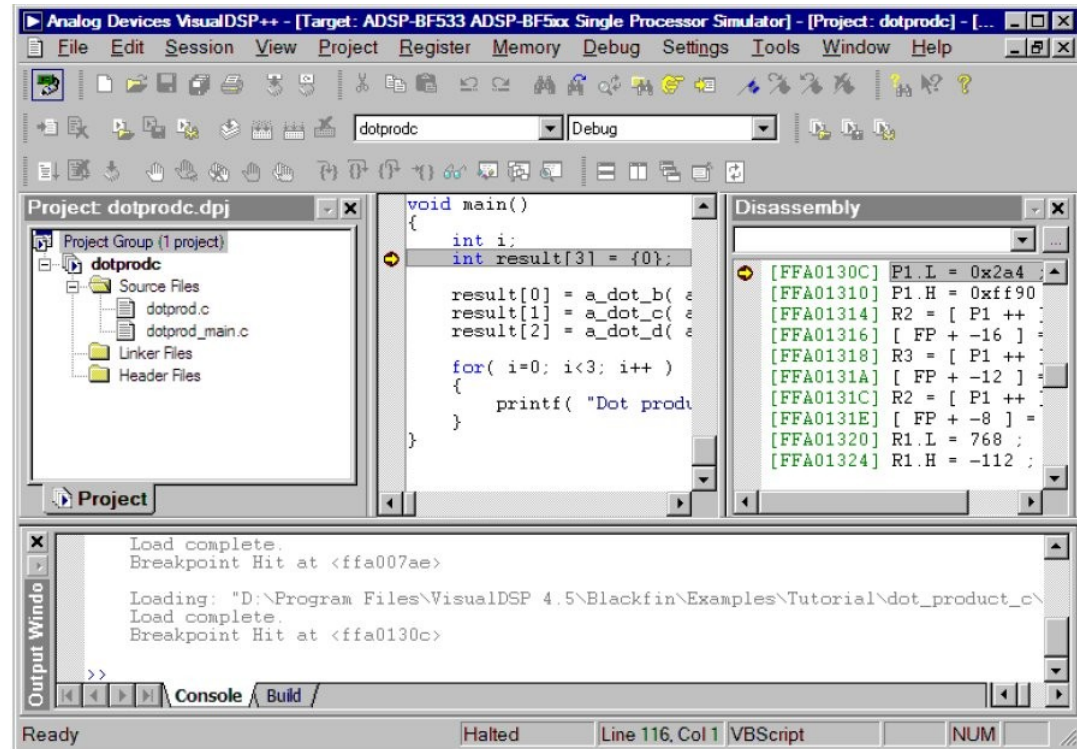 Analog Devices VisualDSP++ - [Target: ADSP-BF533 ADSP-BF5xx Single Processor Simulator] - [Project: dotprodc] - [...
File Edit Session View Project Register Memory Debug Settings Tools Window Help
dotprodc Debug
Project: dotprodc.dpj
Project Group (1 project)
dotprodc
Source Files
dotprod.c
dotprod_main.c
Linker Files
Header Files
Project
void main()
{
int i;
int result[3] = {0};
result[0] = a_dot_b( a
result[1] = a_dot_c( a
result[2] = a_dot_d( a
for( i=0; i<3; i++ )
{
printf( "Dot produ
}
}
Disassembly
...
[FFA0130C] P1.L = 0x2a4 ;
[FFA01310] P1.H = 0xff90
[FFA01314] R2 = [ P1 ++ ]
[FFA01316] [ FP + -16 ] =
[FFA01318] R3 = [ P1 ++ ]
[FFA0131A] [ FP + -12 ] =
[FFA0131C] R2 = [ P1 ++ ]
[FFA0131E] [ FP + -8 ] =
[FFA01320] R1.L = 768 ;
[FFA01324] R1.H = -112 ;
Output Windo
Load complete.
Breakpoint Hit at <ffa007ae>
Loading: "D:\Program Files\VisualDSP 4.5\Blackfin\Examples\Tutorial\dot_product_c\
Load complete.
Breakpoint Hit at <ffa0130c>
>>
Console Build
Ready Halted Line 116, Col 1 VBScript NUM